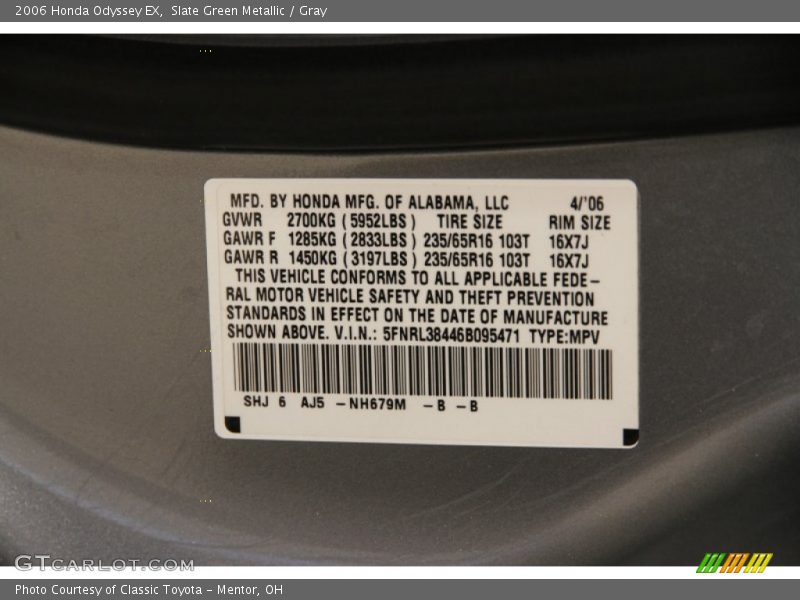 2006 Honda Odyssey EX, Slate Green Metallic / Gray
MFD. BY HONDA MFG. OF ALABAMA, LLC 4/'06
GVWR 2700KG ( 5952LBS ) TIRE SIZE RIM SIZE
GAWR F 1285KG ( 2833LBS ) 235/65R16 103T 16X7J
GAWR R 1450KG ( 3197LBS ) 235/65R16 103T 16X7J
THIS VEHICLE CONFORMS TO ALL APPLICABLE FEDE–
RAL MOTOR VEHICLE SAFETY AND THEFT PREVENTION
STANDARDS IN EFFECT ON THE DATE OF MANUFACTURE
SHOWN ABOVE. V.I.N.: 5FNRL38446B095471 TYPE:MPV
SHJ 6 AJ5 –NH679M –B –B
GTCARLOT.COM
Photo Courtesy of Classic Toyota - Mentor, OH